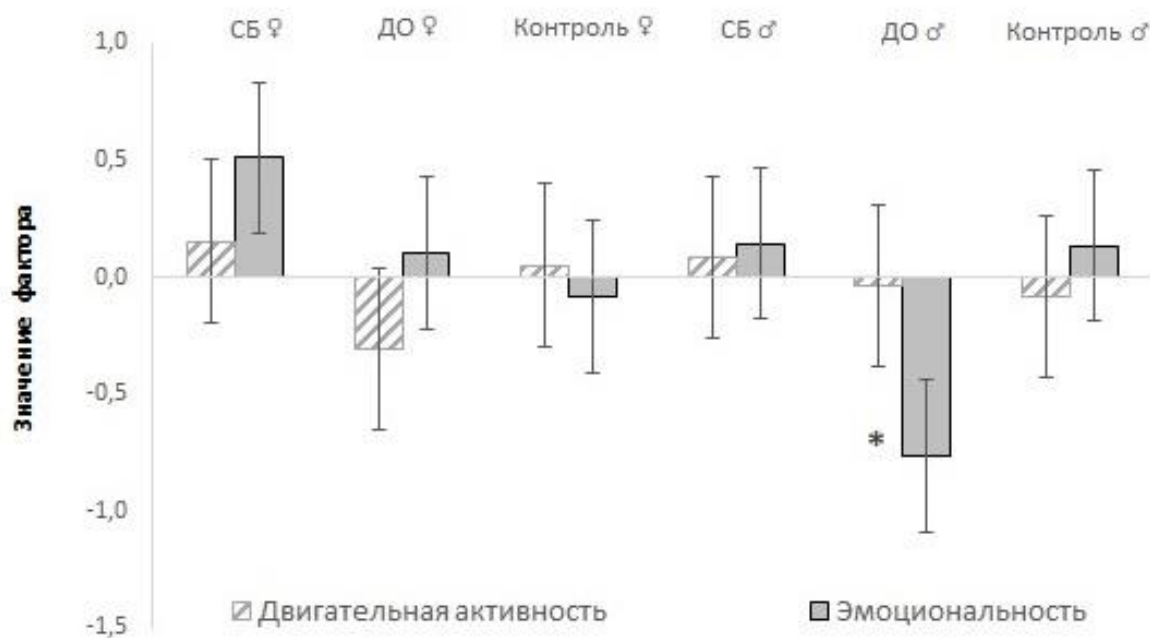 СБ ♀ ДО ♀ Контроль ♀ СБ ♂ ДО ♂ Контроль ♂
1,0
0,5
0,0
-0,5
-1,0
-1,5
Значение фактора
*
Двигательная активность Эмоциональность